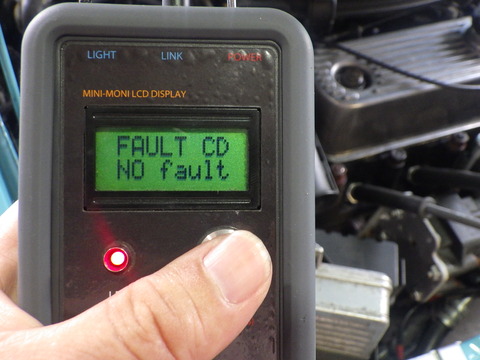 LIGHT LINK POWER
MINI-MONI LCD DISPLAY
FAULT CD
NO fault